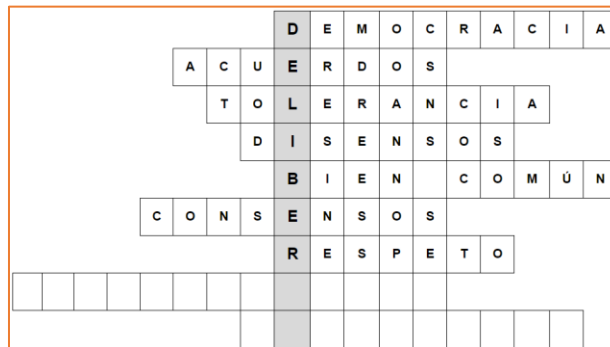 DEMOCRACIA
ACUERDOS
TOLERANCIA
DISENSOS
BIEN COMÚN
CONSENSOS
RESPETO